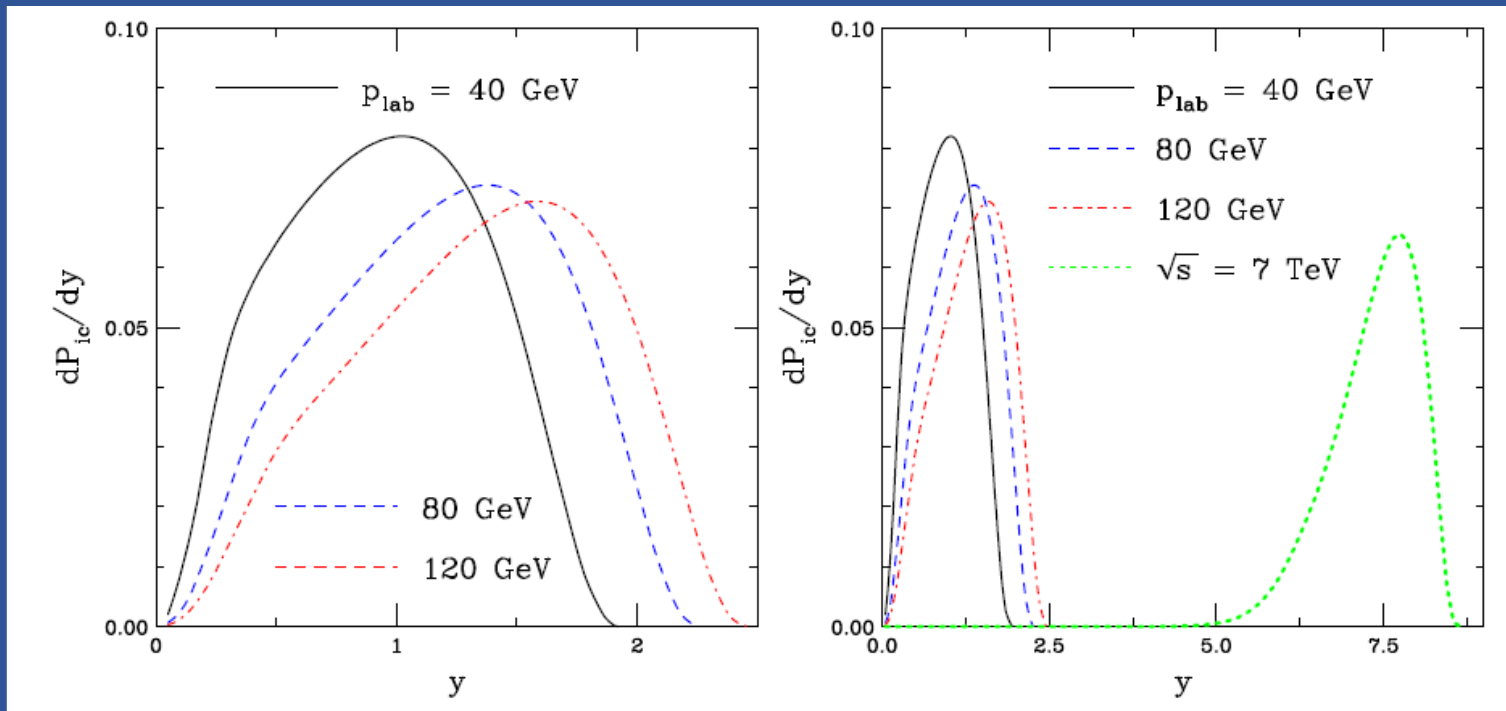 0.10
p_lab = 40 GeV
0.05
dP_ic/dy
80 GeV
120 GeV
0.00
0
1
2
y
0.10
p_lab = 40 GeV
80 GeV
120 GeV
√s = 7 TeV
0.05
dP_ic/dy
0.00
0.0
2.5
5.0
7.5
y